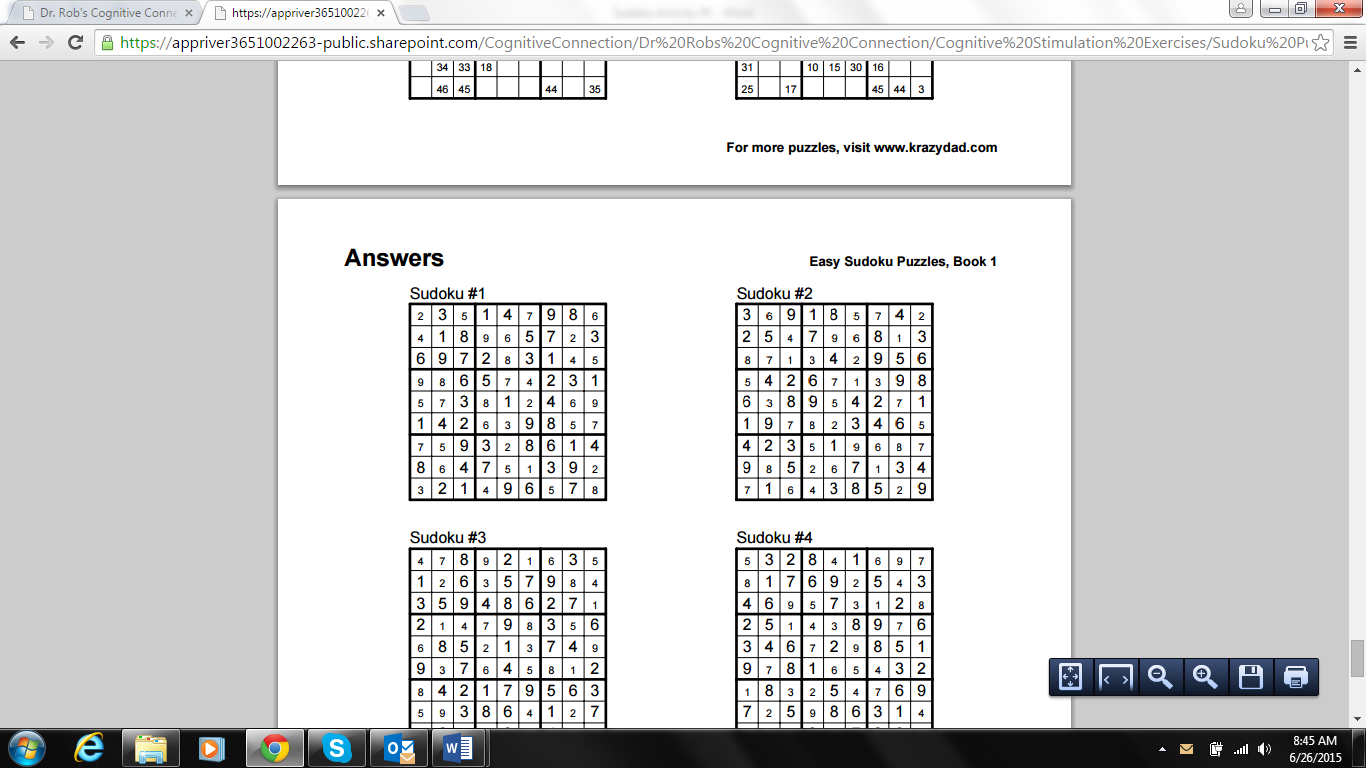 Dr. Rob's Cognitive Conne
https://appriver36510022
https://appriver3651002263-public.sharepoint.com/CognitiveConnection/Dr%20Robs%20Cognitive%20Connection/Cognitive%20Stimulation%20Exercises/Sudoku%20Pu
34 33 18
46 45 44 35
31 10 15 30 16
25 17 45 44 3
For more puzzles, visit www.krazydad.com
Answers
Easy Sudoku Puzzles, Book 1
Sudoku #1
2 3 5 1 4 7 9 8 6
4 1 8 9 6 5 7 2 3
6 9 7 2 8 3 1 4 5
9 8 6 5 7 4 2 3 1
5 7 3 8 1 2 4 6 9
1 4 2 6 3 9 8 5 7
7 5 9 3 2 8 6 1 4
8 6 4 7 5 1 3 9 2
3 2 1 4 9 6 5 7 8
Sudoku #2
3 6 9 1 8 5 7 4 2
2 5 4 7 9 6 8 1 3
8 7 1 3 4 2 9 5 6
5 4 2 6 7 1 3 9 8
6 3 8 9 5 4 2 7 1
1 9 7 8 2 3 4 6 5
4 2 3 5 1 9 6 8 7
9 8 5 2 6 7 1 3 4
7 1 6 4 3 8 5 2 9
Sudoku #3
4 7 8 9 2 1 6 3 5
1 2 6 3 5 7 9 8 4
3 5 9 4 8 6 2 7 1
2 1 4 7 9 8 3 5 6
6 8 5 2 1 3 7 4 9
9 3 7 6 4 5 8 1 2
8 4 2 1 7 9 5 6 3
5 9 3 8 6 4 1 2 7
Sudoku #4
5 3 2 8 4 1 6 9 7
8 1 7 6 9 2 5 4 3
4 6 9 5 7 3 1 2 8
2 5 1 4 3 8 9 7 6
3 4 6 7 2 9 8 5 1
9 7 8 1 6 5 4 3 2
1 8 3 2 5 4 7 6 9
7 2 5 9 8 6 3 1 4
8:45 AM
6/26/2015